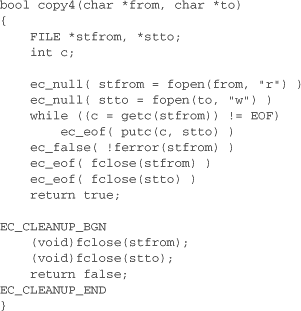 bool copy4(char *from, char *to)
{
    FILE *stfrom, *stto;
    int c;

    ec_null( stfrom = fopen(from, "r") )
    ec_null( stto = fopen(to, "w") )
    while ((c = getc(stfrom)) != EOF)
        ec_eof( putc(c, stto) )
    ec_false( !ferror(stfrom) )
    ec_eof( fclose(stfrom) )
    ec_eof( fclose(stto) )
    return true;

EC_CLEANUP_BGN
    (void)fclose(stfrom);
    (void)fclose(stto);
    return false;
EC_CLEANUP_END
}